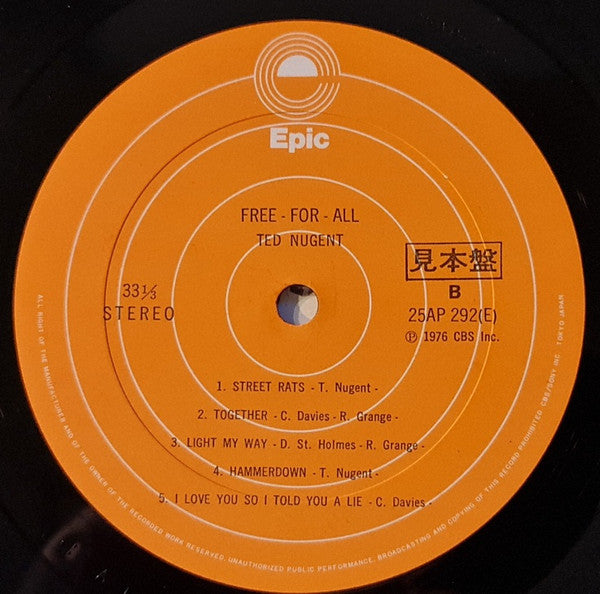 Epic
FREE - FOR - ALL
TED NUGENT
33 1/3
STEREO
見本盤
B
25AP 292(E)
Ⓟ 1976 CBS Inc.
1. STREET RATS - T. Nugent -
2. TOGETHER - C. Davies - R. Grange -
3. LIGHT MY WAY - D. St. Holmes - R. Grange -
4. HAMMERDOWN - T. Nugent -
5. I LOVE YOU SO I TOLD YOU A LIE - C. Davies -
ALL RIGHT OF THE MANUFACTURER AND OF THE OWNER OF THE RECORDED WORK RESERVED. UNAUTHORIZED PUBLIC PERFORMANCE, BROADCASTING AND COPYING OF THIS RECORD PROHIBITED CBS/SONY INC. TOKYO JAPAN